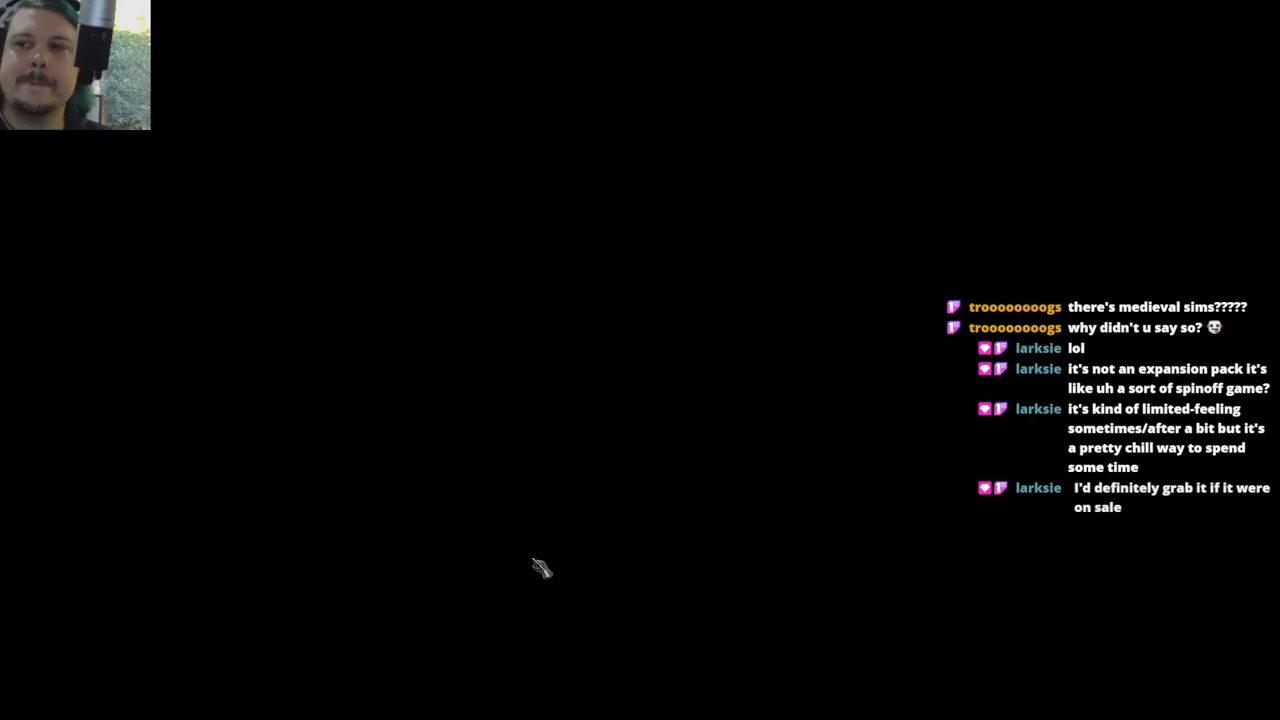 troooooooogs there's medieval sims?????
troooooooogs why didn't u say so?
larksie lol
larksie it's not an expansion pack it's
like uh a sort of spinoff game?
larksie it's kind of limited-feeling
sometimes/after a bit but it's
a pretty chill way to spend
some time
larksie I'd definitely grab it if it were
on sale